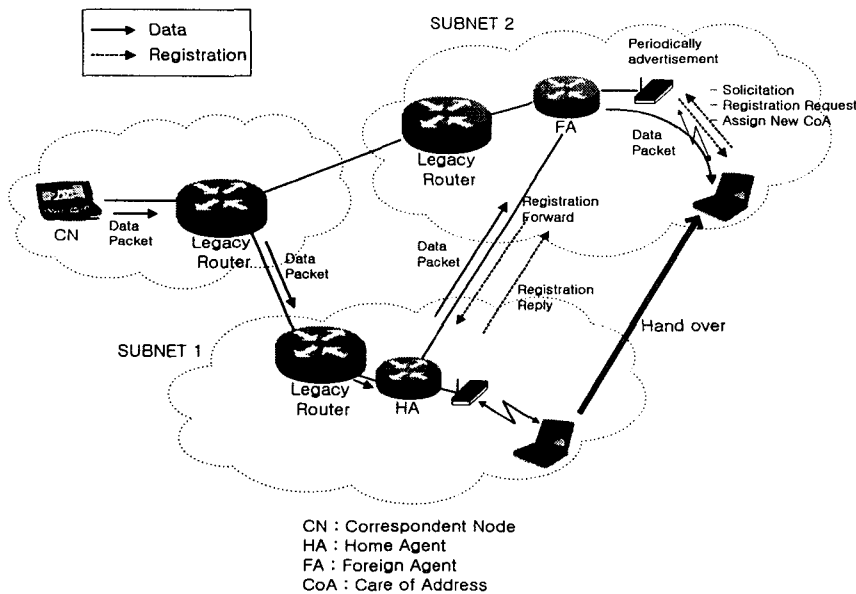 Data
Registration
SUBNET 2
Periodically
advertisement
- Solicitation
- Registration Request
- Assign New CoA
FA
Data
Packet
Legacy
Router
CN
Data
Packet
Legacy
Router
Data
Packet
Registration
Forward
Data
Packet
Registration
Reply
Hand over
SUBNET 1
Legacy
Router
HA
CN : Correspondent Node
HA : Home Agent
FA : Foreign Agent
CoA : Care of Address